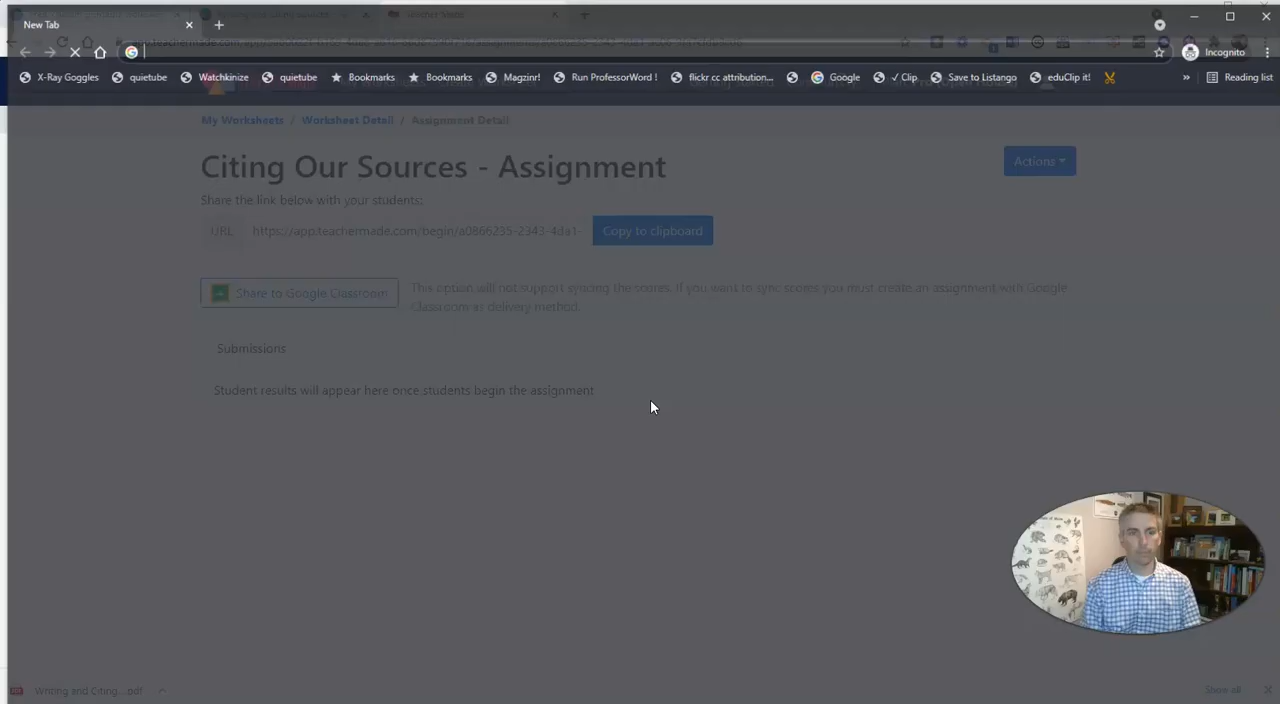 New Tab
Incognito
X-Ray Goggles
quietube
Watchkinize
quietube
Bookmarks
Bookmarks
Magzinr!
Run ProfessorWord !
flickr cc attribution...
Google
✓ Clip
Save to Listango
eduClip it!
»
Reading list
My Worksheets / Worksheet Detail / Assignment Detail
Citing Our Sources - Assignment
Actions
Share the link below with your students:
URL
https://app.teachermade.com/begin/a0866235-2343-4da1-
Copy to clipboard
Share to Google Classroom
This option will not support syncing the scores. If you want to sync scores you must create an assignment with Google
Classroom as delivery method.
Submissions
Student results will appear here once students begin the assignment
Writing and Citing....pdf
Show all